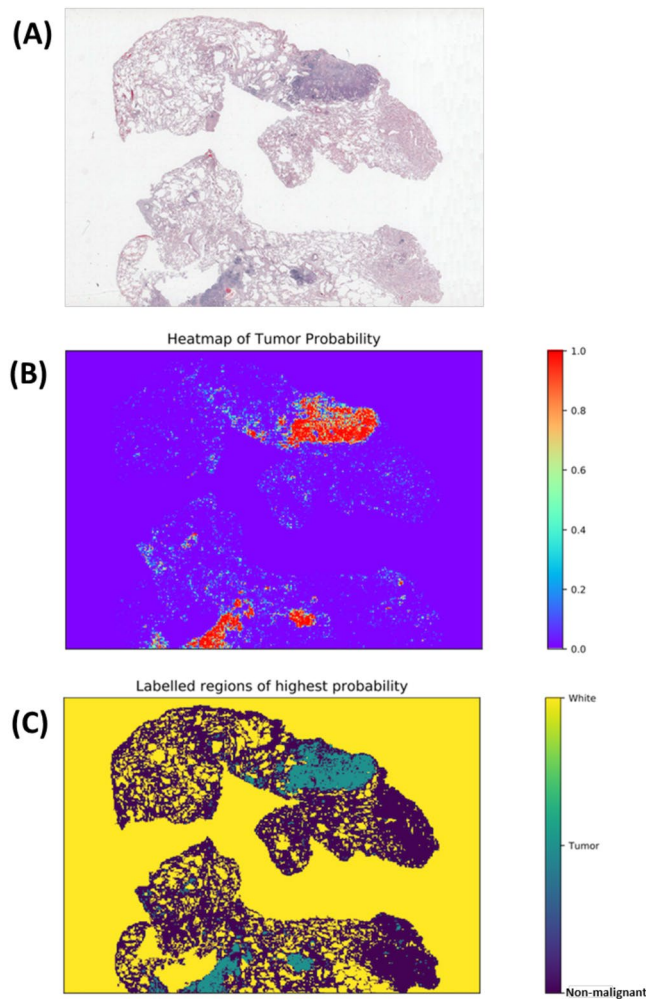 (A)
Heatmap of Tumor Probability
(B)
1.0
0.8
0.6
0.4
0.2
0.0
Labelled regions of highest probability
(C)
White
Tumor
Non-malignant